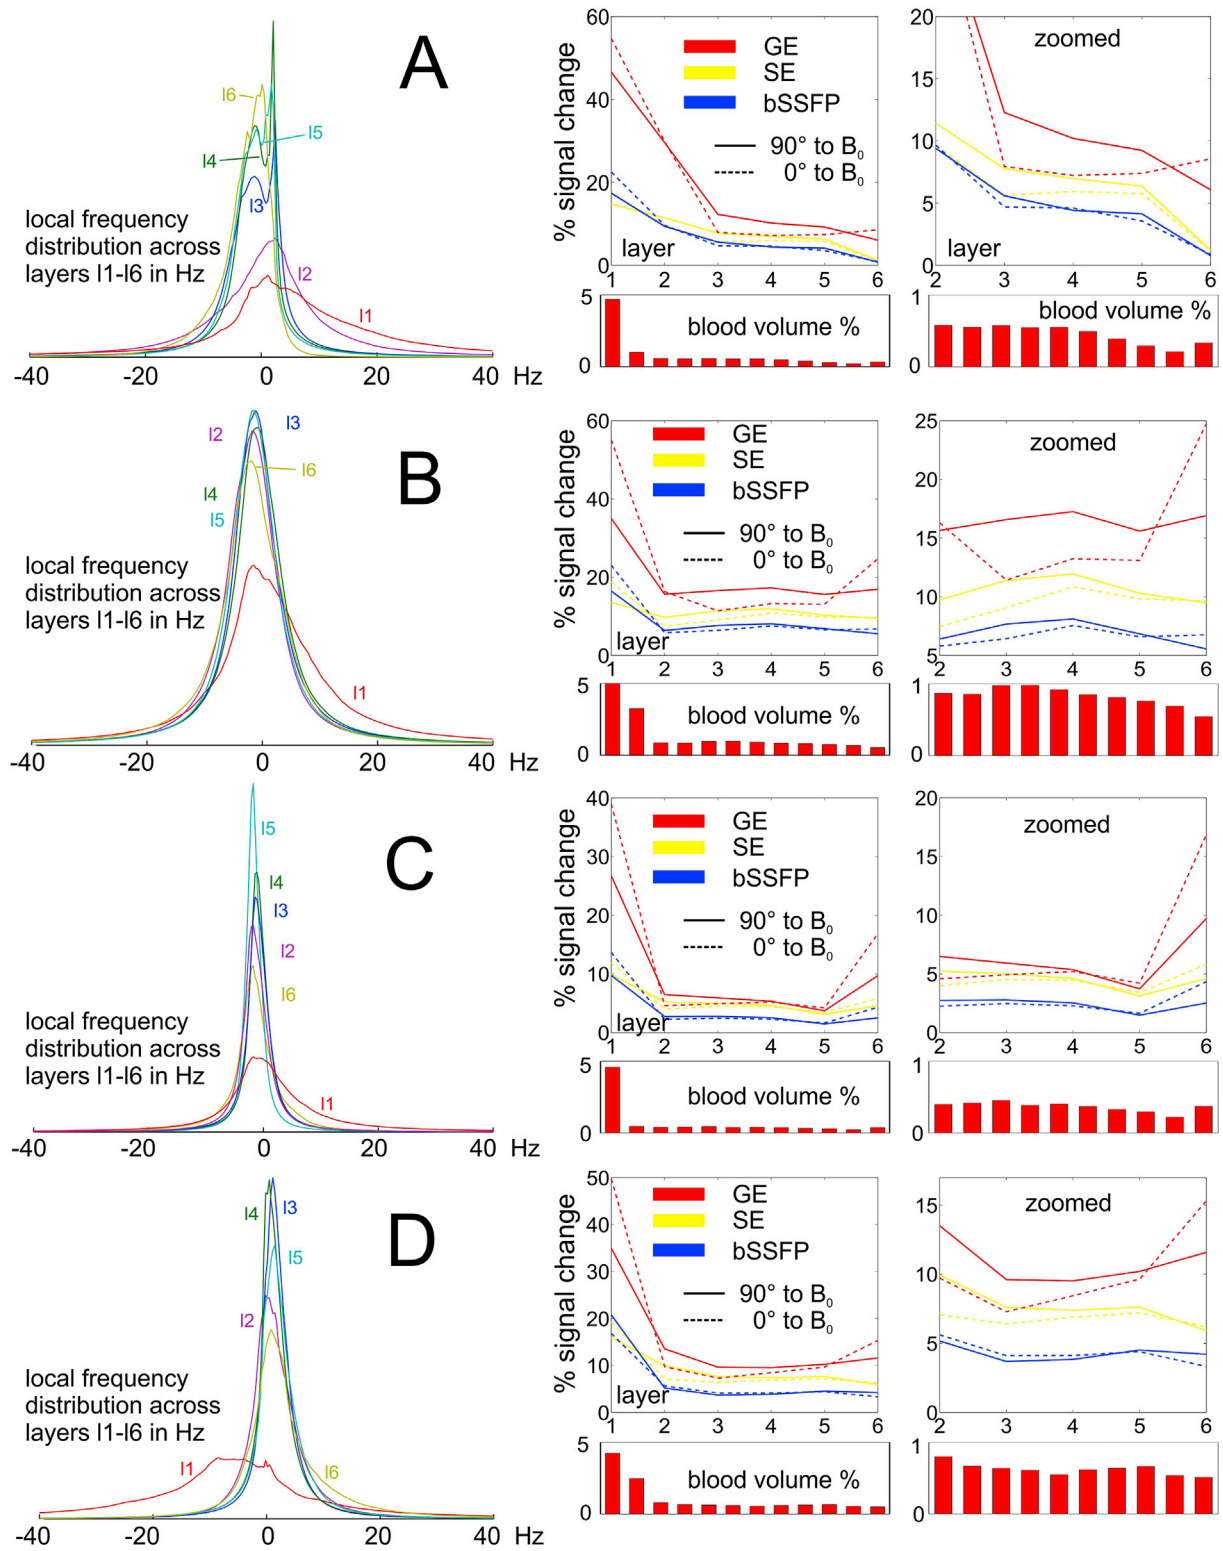 A
l6
l5
l4
l3
l2
l1
local frequency
distribution across
layers l1-l6 in Hz
-40 -20 0 20 40 Hz
% signal change
60
40
20
10
0
GE
SE
bSSFP
90° to B0
0° to B0
layer
1 2 3 4 5 6
5
0
blood volume %
zoomed
20
15
10
5
0
layer
2 3 4 5 6
1
0
blood volume %
B
l2
l3
l6
l4
l5
l1
local frequency
distribution across
layers l1-l6 in Hz
-20 0 20 40 Hz
% signal change
60
40
20
10
0
GE
SE
bSSFP
90° to B0
0° to B0
layer
1 2 3 4 5 6
5
0
blood volume %
zoomed
25
20
15
10
5
2 3 4 5 6
1
0
C
l5
l4
l3
l2
l6
l1
local frequency
distribution across
layers l1-l6 in Hz
-40 -20 0 20 40 Hz
% signal change
40
30
20
10
0
GE
SE
bSSFP
90° to B0
0° to B0
layer
1 2 3 4 5 6
5
0
blood volume %
zoomed
20
15
10
5
0
2 3 4 5 6
1
0
D
l4
l3
l5
l2
l1
l6
local frequency
distribution across
layers l1-l6 in Hz
-40 -20 0 20 40 Hz
% signal change
50
40
30
20
10
0
GE
SE
bSSFP
90° to B0
0° to B0
layer
1 2 3 4 5 6
5
0
blood volume %
zoomed
15
10
5
0
2 3 4 5 6
1
0